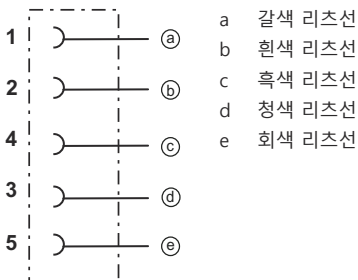 1 ⓐ a 갈색 리츠선
2 ⓑ b 흰색 리츠선
4 ⓒ c 흑색 리츠선
3 ⓓ d 청색 리츠선
5 ⓔ e 회색 리츠선